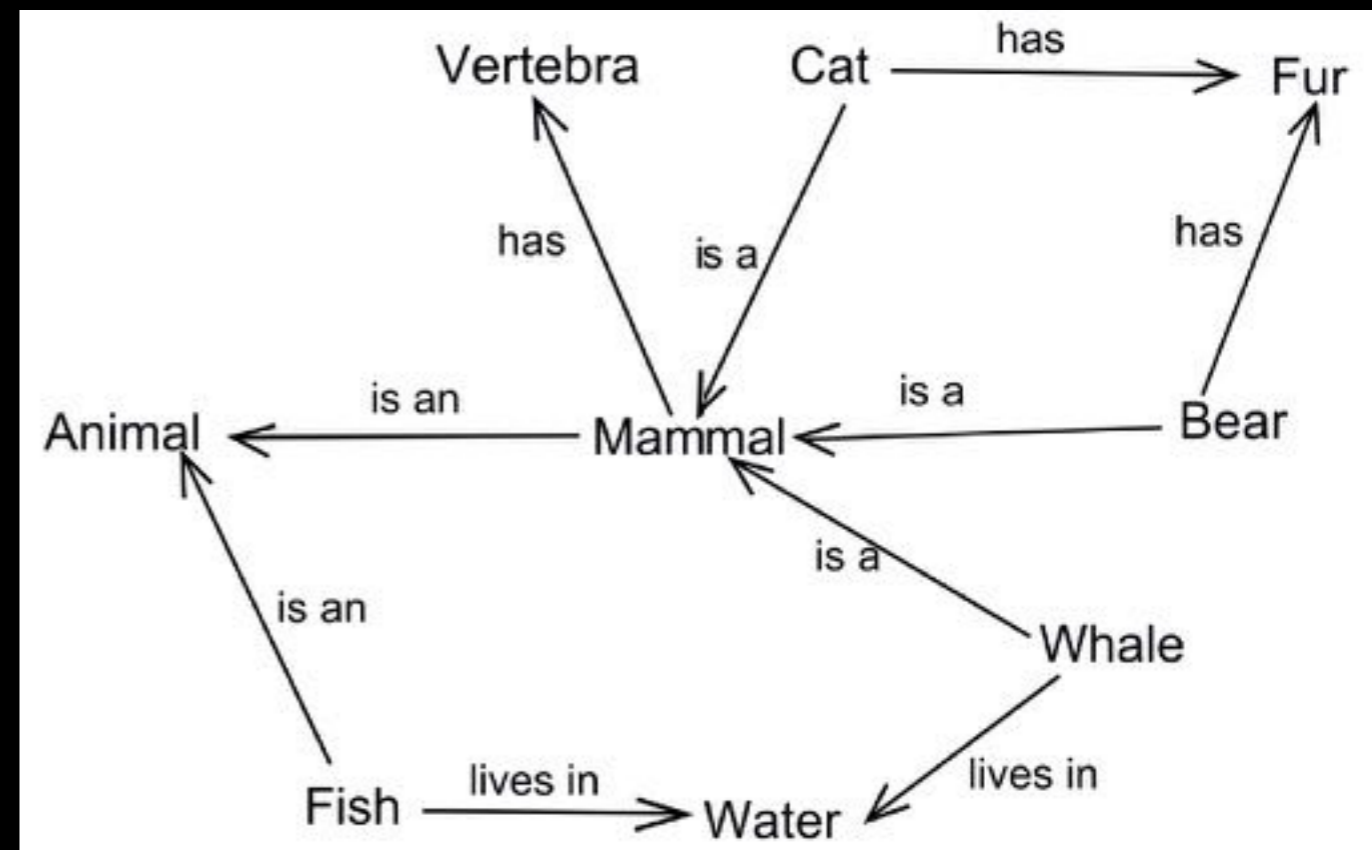 has
Vertebra
Cat
Fur
has
is a
has
is an
is a
Animal
Mammal
Bear
is a
is an
Whale
lives in
lives in
Fish
Water